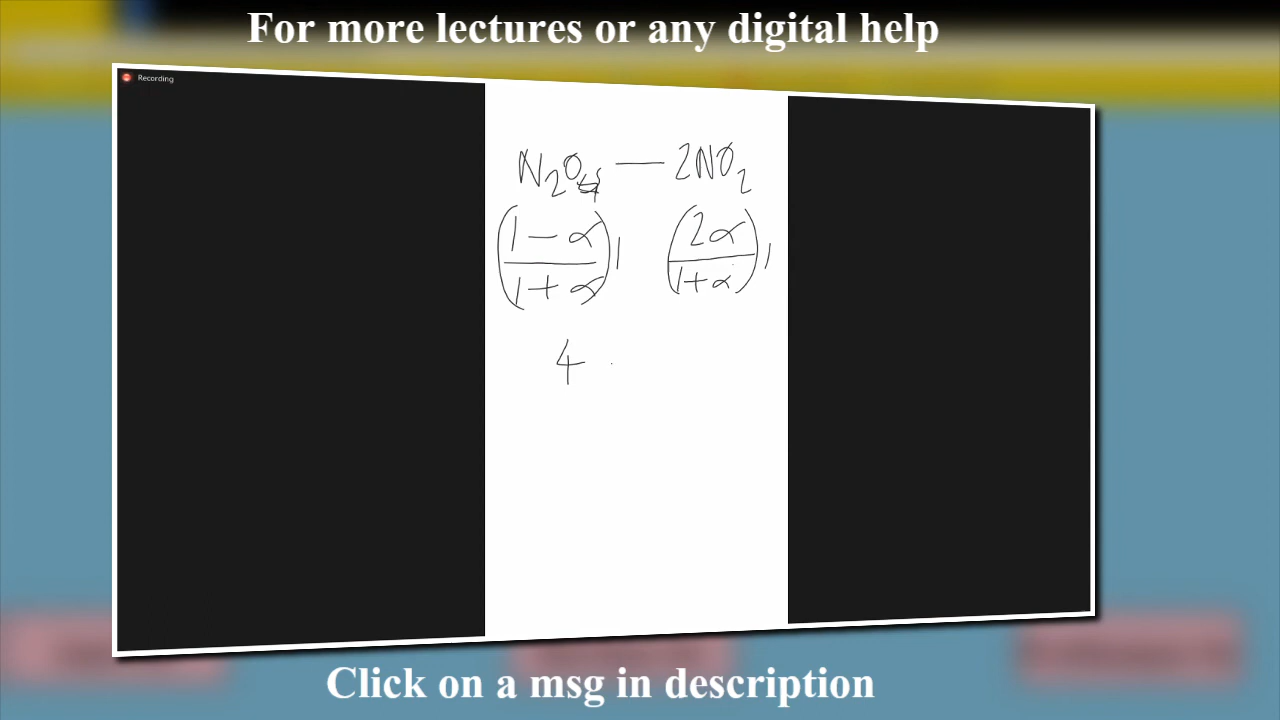 For more lectures or any digital help
Recording
N₂O₄ — 2NO₂
(1 - α / 1 + α) 1 (2α / 1 + α) 1
4
Click on a msg in description